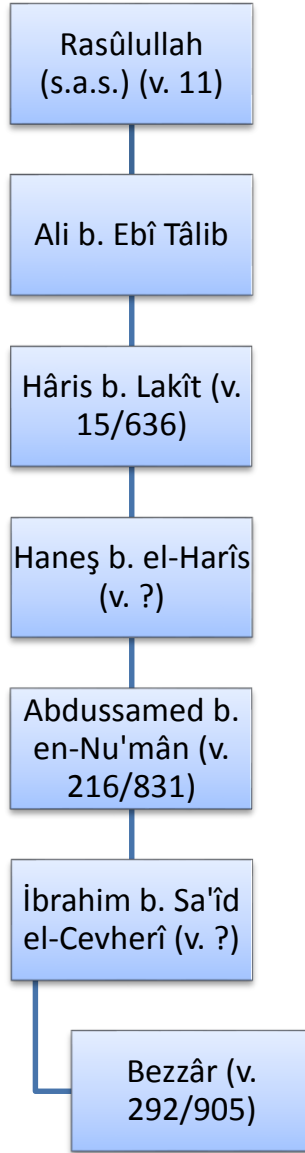 Rasûlullah
(s.a.s.) (v. 11)
Ali b. Ebî Tâlib
Hâris b. Lakît (v.
15/636)
Haneş b. el-Harîs
(v. ?)
Abdussamed b.
en-Nu'mân (v.
216/831)
İbrahim b. Sa'îd
el-Cevherî (v. ?)
Bezzâr (v.
292/905)